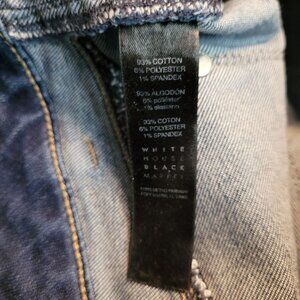 93% COTTON
6% POLYESTER
1% SPANDEX
93% ALGODÓN
6% poliéster
1% elastano
93% COTON
6% POLYESTER
1% SPANDEX
WHITE
HOUSE
BLACK
MARKET